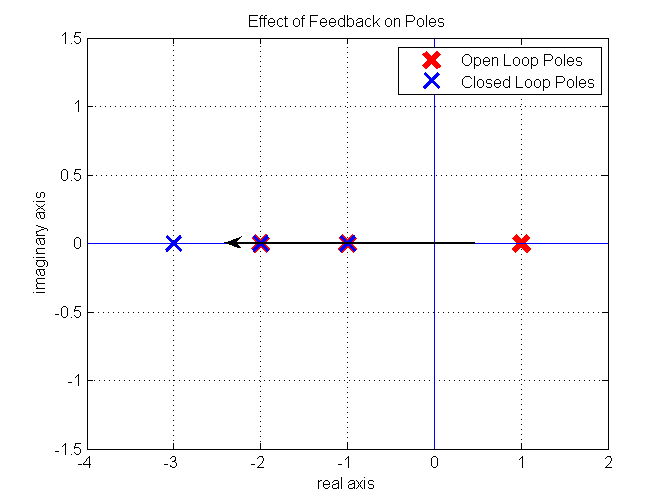 Effect of Feedback on Poles
Open Loop Poles
Closed Loop Poles
1.5
1
0.5
0
-0.5
-1
-1.5
imaginary axis
-4 -3 -2 -1 0 1 2
real axis